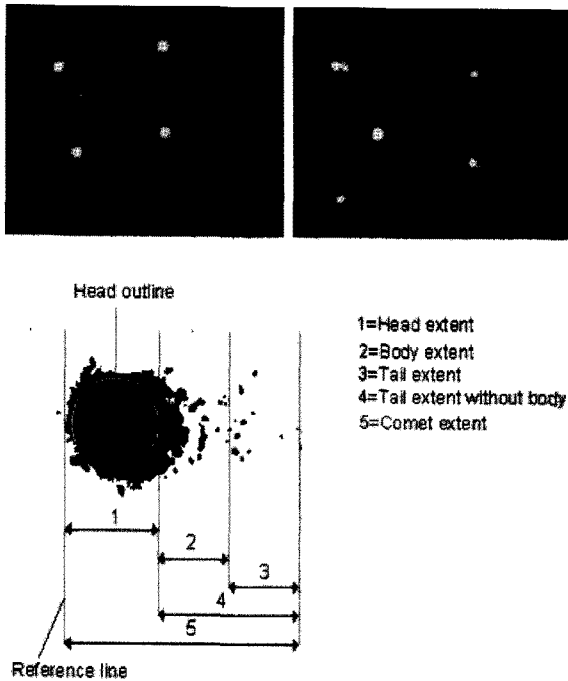 Head outline
1=Head extent
2=Body extent
3=Tail extent
4=Tail extent without body
5=Comet extent
1
2
3
4
5
Reference line